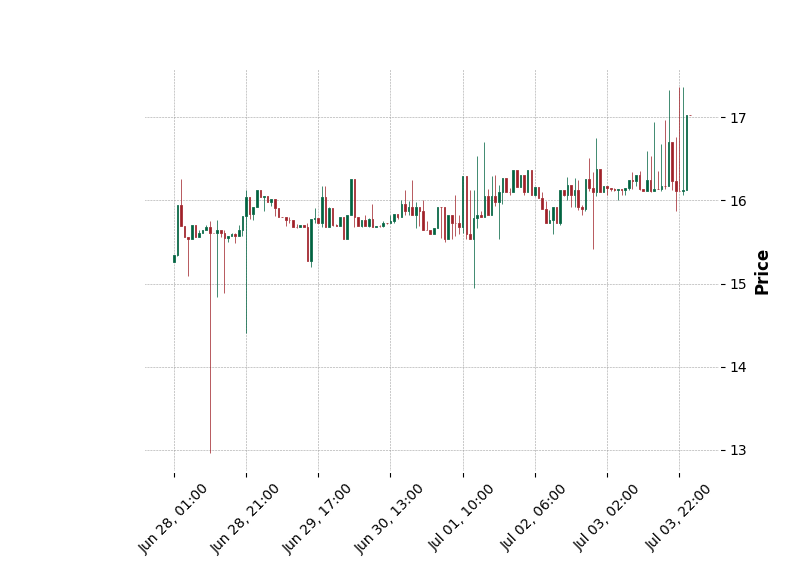 17
16
15
14
13
Price
Jun 28, 01:00
Jun 28, 21:00
Jun 29, 17:00
Jun 30, 13:00
Jul 01, 10:00
Jul 02, 06:00
Jul 03, 02:00
Jul 03, 22:00